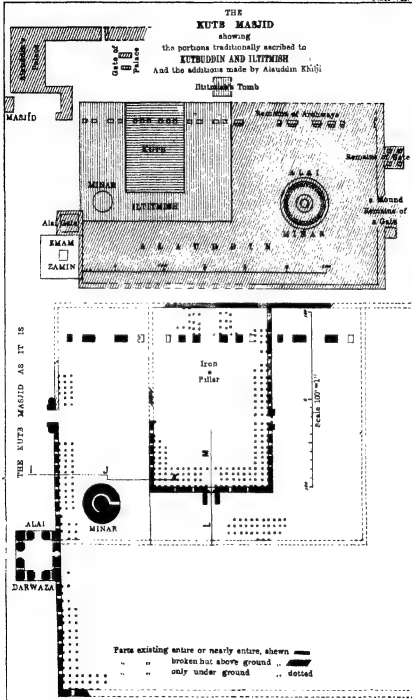 THE
KUTB MASJID
showing
the portions traditionally ascribed to
KUTBUDDIN AND ILTITMISH
And the additions made by Alauddin Khilji
Iltitmish's Tomb
Alauddin's
Palace
Gate of
Palace
MASJID
Remains of Archways
KUTB
ALAI
Remains of Gate
MINAR
ILTITMISH
a Mound
Remains of
a Gate
Alai Gate
MINAR
ALAUDDIN
EMAM
ZAMIN
THE KUTB MASJID AS IT IS
Iron
Pillar
Scale 100'=1"
M
I
J
K
L
MINAR
ALAI
DARWAZA
Parts existing entire or nearly entire, shewn
" " broken but above ground "
" " only under ground " dotted